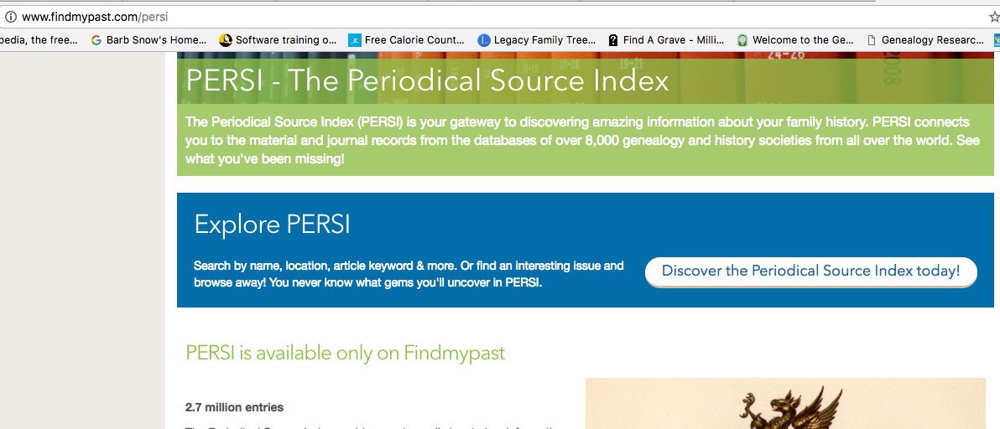 www.findmypast.com/persi
pedia, the free... Barb Snow's Home... Software training o... Free Calorie Count... Legacy Family Tree... Find A Grave - Milli... Welcome to the Ge... Genealogy Researc...
15-16 17-18 19-21 24-26 2008
PERSI - The Periodical Source Index
The Periodical Source Index (PERSI) is your gateway to discovering amazing information about your family history. PERSI connects
you to the material and journal records from the databases of over 8,000 genealogy and history societies from all over the world. See
what you've been missing!
Explore PERSI
Search by name, location, article keyword & more. Or find an interesting issue and
browse away! You never know what gems you'll uncover in PERSI.
Discover the Periodical Source Index today!
PERSI is available only on Findmypast
2.7 million entries